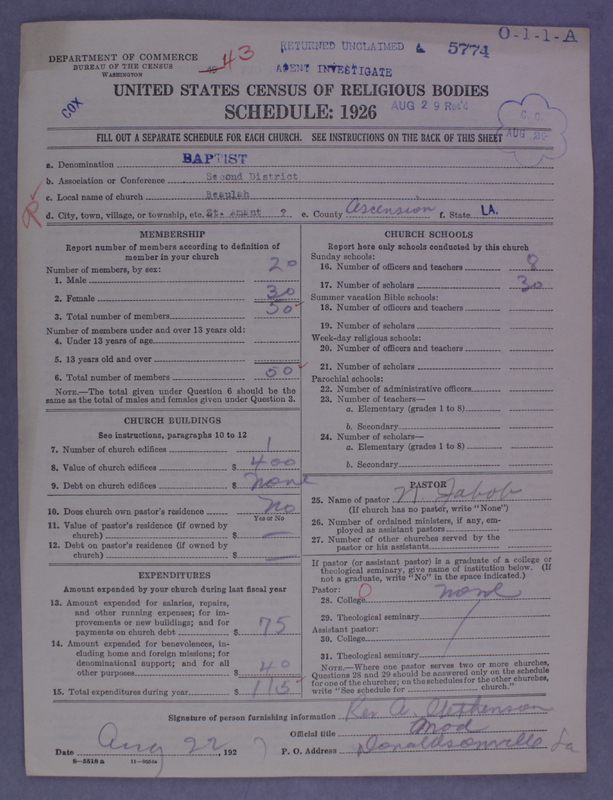 O-1-1-A
43
RETURNED UNCLAIMED 5774
DEPARTMENT OF COMMERCE
BUREAU OF THE CENSUS
WASHINGTON
AGENT INVESTIGATE
UNITED STATES CENSUS OF RELIGIOUS BODIES
COX
SCHEDULE: 1926
AUG 29 Rec'd
C. C.
AUG 29
FILL OUT A SEPARATE SCHEDULE FOR EACH CHURCH. SEE INSTRUCTIONS ON THE BACK OF THIS SHEET
a. Denomination BAPTIST
b. Association or Conference Second District
c. Local name of church Beaulah
d. City, town, village, or township, etc. St. Amant ? e. County Ascension f. State LA.
MEMBERSHIP
Report number of members according to definition of
member in your church
Number of members, by sex:
1. Male 20
2. Female 30
3. Total number of members 50
Number of members under and over 13 years old:
4. Under 13 years of age
5. 13 years old and over
6. Total number of members 50
NOTE.—The total given under Question 6 should be the
same as the total of males and females given under Question 3.
CHURCH BUILDINGS
See instructions, paragraphs 10 to 12
7. Number of church edifices 1
8. Value of church edifices $ 400
9. Debt on church edifices $ none
10. Does church own pastor's residence No
Yes or No
11. Value of pastor's residence (if owned by
church) $ —
12. Debt on pastor's residence (if owned by
church) $ —
EXPENDITURES
Amount expended by your church during last fiscal year
13. Amount expended for salaries, repairs,
and other running expenses; for im-
provements or new buildings; and for
payments on church debt $ 75
14. Amount expended for benevolences, in-
cluding home and foreign missions; for
denominational support; and for all
other purposes $ 40
15. Total expenditures during year $ 115
CHURCH SCHOOLS
Report here only schools conducted by this church
Sunday schools:
16. Number of officers and teachers 8
17. Number of scholars 30
Summer vacation Bible schools:
18. Number of officers and teachers
19. Number of scholars
Week-day religious schools:
20. Number of officers and teachers
21. Number of scholars
Parochial schools:
22. Number of administrative officers
23. Number of teachers—
a. Elementary (grades 1 to 8)
b. Secondary
24. Number of scholars—
a. Elementary (grades 1 to 8)
b. Secondary
PASTOR
25. Name of pastor N. Jabob
(If church has no pastor, write "None")
26. Number of ordained ministers, if any, em-
ployed as assistant pastors
27. Number of other churches served by the
pastor or his assistants
If pastor (or assistant pastor) is a graduate of a college or
theological seminary, give name of institution below. (If
not a graduate, write "No" in the space indicated.)
Pastor:
28. College 0 none
29. Theological seminary
Assistant pastor:
30. College
31. Theological seminary
NOTE.—Where one pastor serves two or more churches,
Questions 28 and 29 should be answered only on the schedule
for one of the churches; on the schedules for the other churches,
write "See schedule for church."
Signature of person furnishing information Rev A. Stephenson
Official title Mod
Date Aug 22, 192 P. O. Address Donaldsonville La
8-5518a 11-9224a